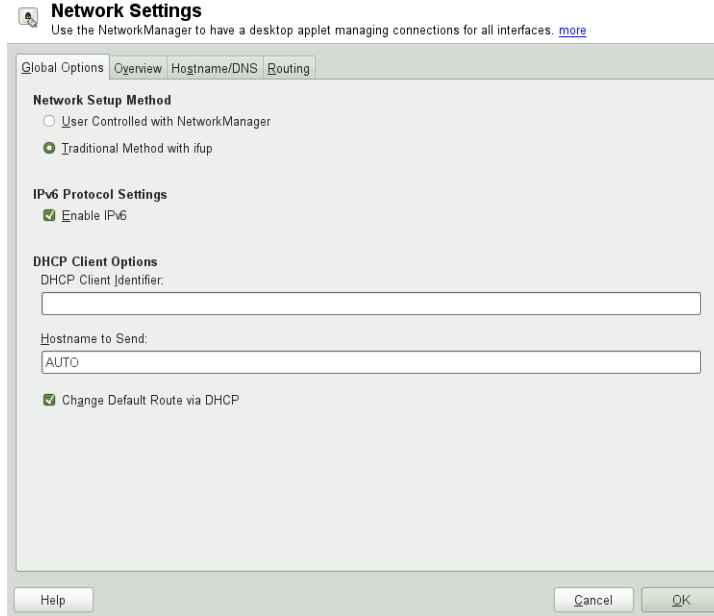 Network Settings
Use the NetworkManager to have a desktop applet managing connections for all interfaces. more
Global Options Overview Hostname/DNS Routing
Network Setup Method
User Controlled with NetworkManager
Traditional Method with ifup
IPv6 Protocol Settings
Enable IPv6
DHCP Client Options
DHCP Client Identifier:
Hostname to Send:
AUTO
Change Default Route via DHCP
Help Cancel OK